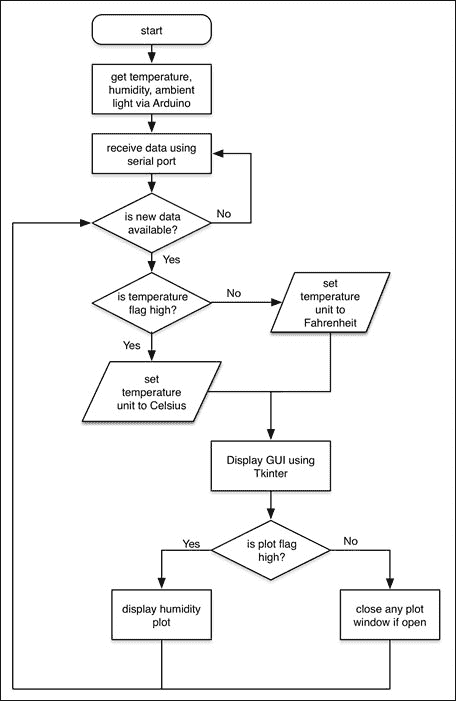 start
get temperature,
humidity, ambient
light via Arduino
receive data using
serial port
is new data
available?
No
Yes
is temperature
flag high?
No
set
temperature
unit to
Fahrenheit
Yes
set
temperature
unit to Celsius
Display GUI using
Tkinter
is plot flag
high?
Yes
No
display humidity
plot
close any plot
window if open